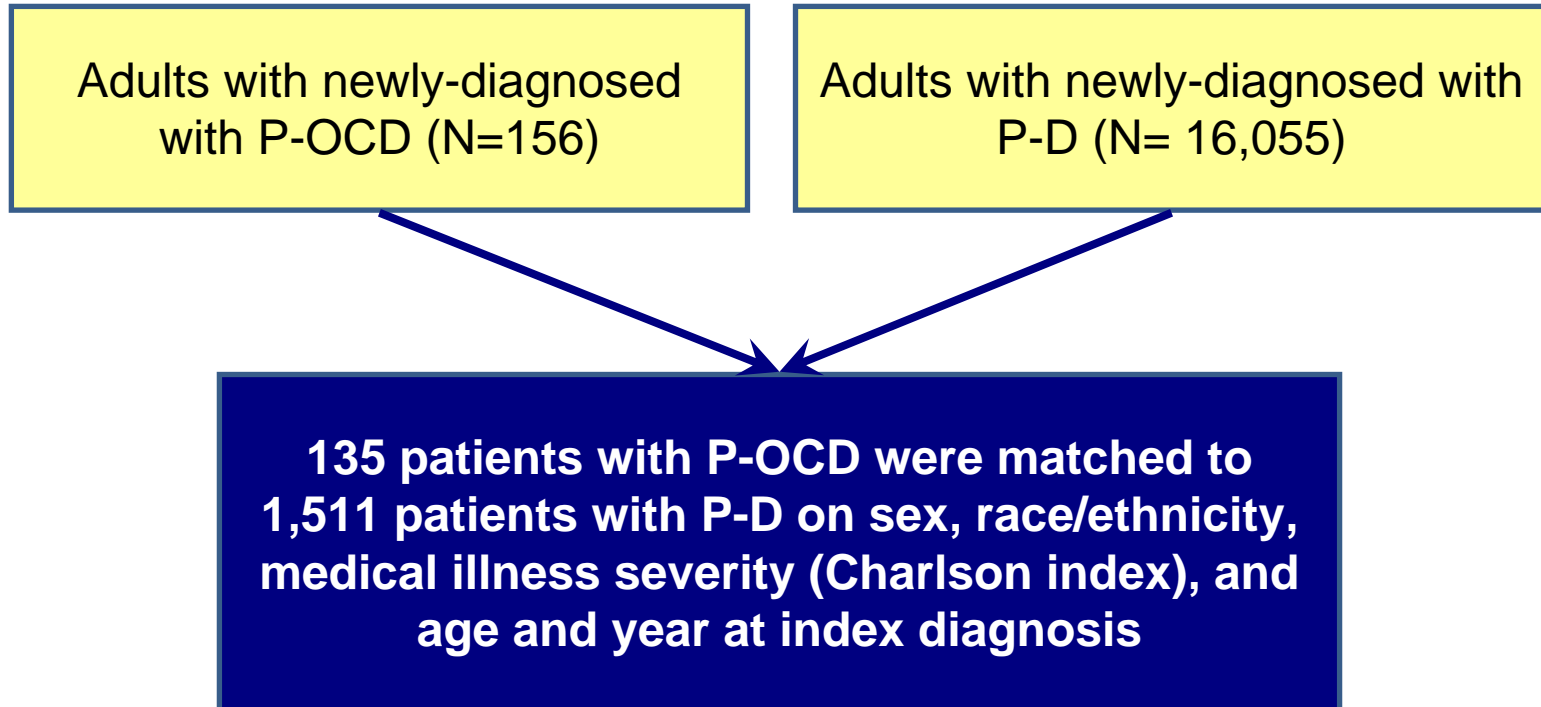 Adults with newly-diagnosed
with P-OCD (N=156)
Adults with newly-diagnosed with
P-D (N= 16,055)
135 patients with P-OCD were matched to
1,511 patients with P-D on sex, race/ethnicity,
medical illness severity (Charlson index), and
age and year at index diagnosis